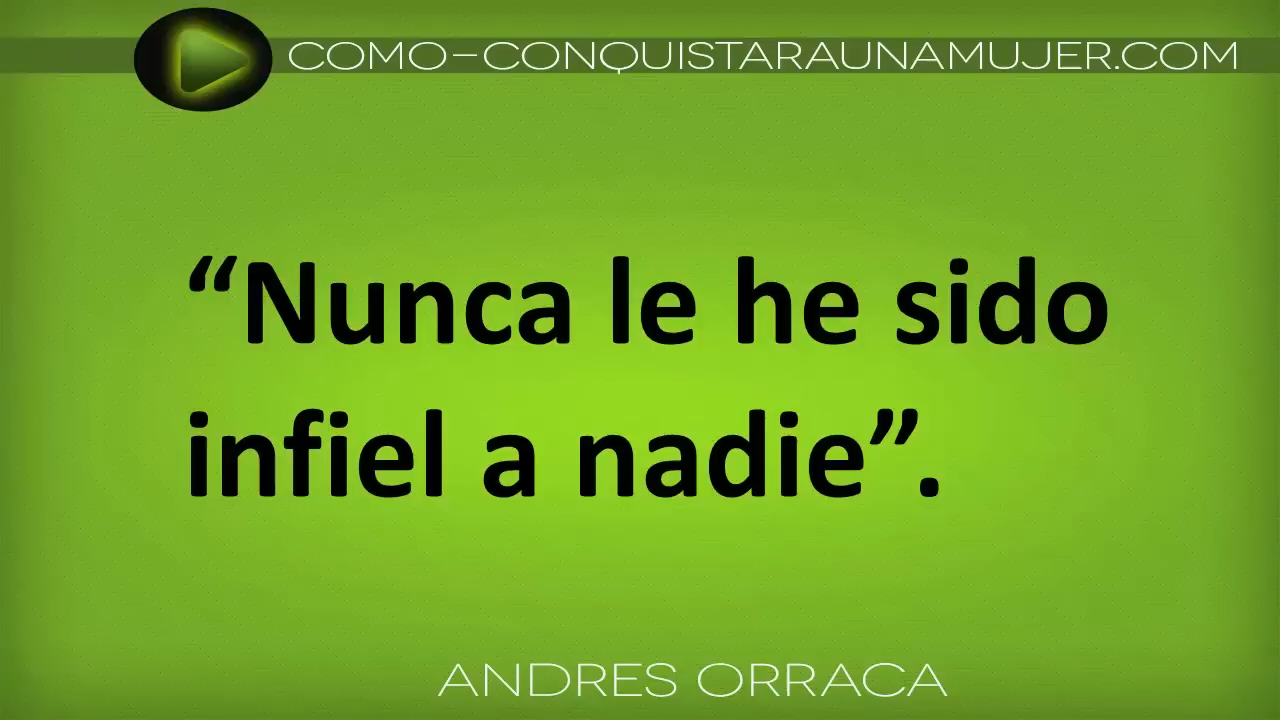 COMO-CONQUISTARAUNAMUJER.COM
“Nunca le he sido
infiel a nadie”.
ANDRES ORRACA